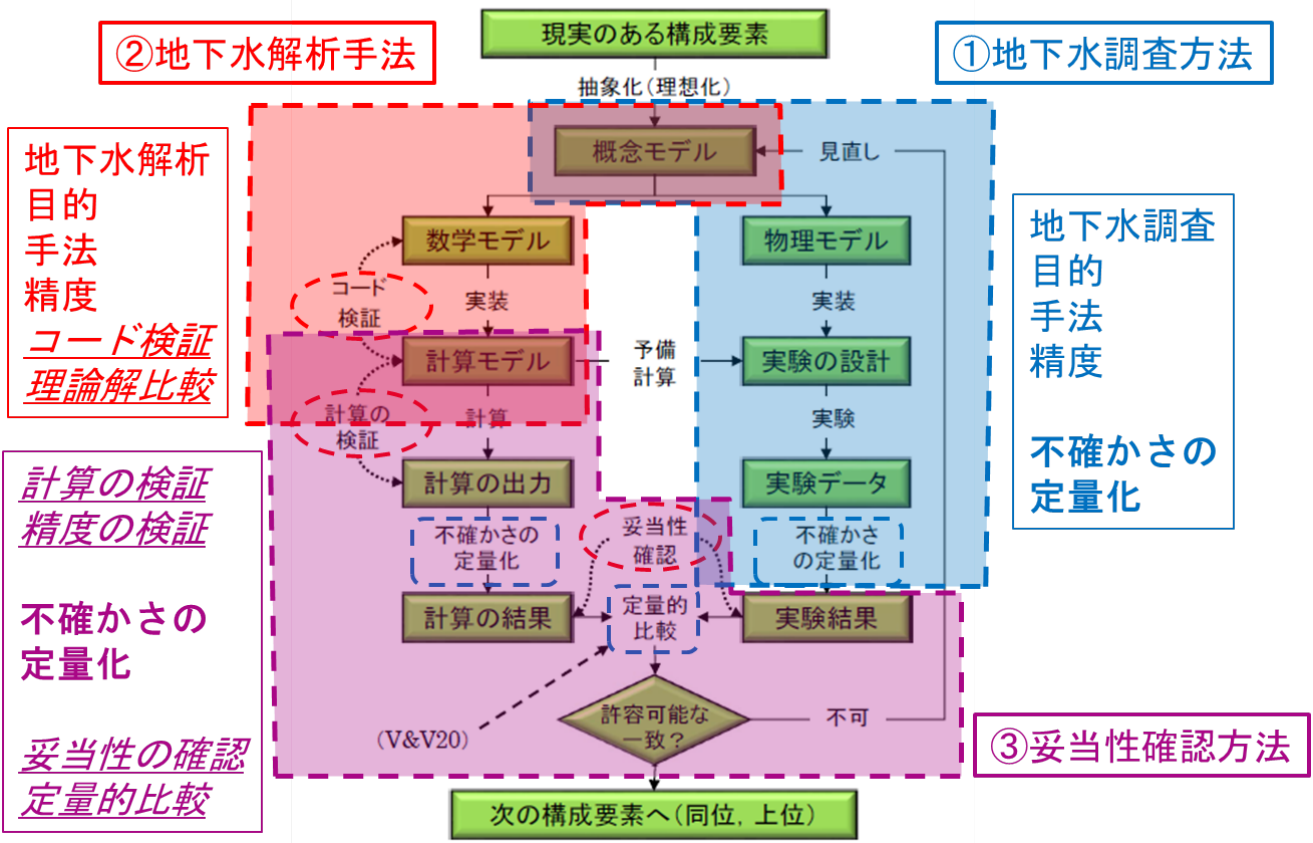 現実のある構成要素
②地下水解析手法
①地下水調査方法
抽象化(理想化)
概念モデル
見直し
地下水解析
目的
手法
精度
コード検証
理論解比較
数学モデル
物理モデル
コード
検証
実装
実装
計算モデル
予備
計算
実験の設計
計算の
検証
計算
実験
計算の出力
実験データ
地下水調査
目的
手法
精度
不確かさの
定量化
計算の検証
精度の検証
不確かさの
定量化
妥当性の確認
定量的比較
不確かさの
定量化
妥当性
確認
不確かさ
の定量化
計算の結果
定量的
比較
実験結果
(V&V20)
許容可能な
一致?
不可
③妥当性確認方法
次の構成要素へ(同位, 上位)